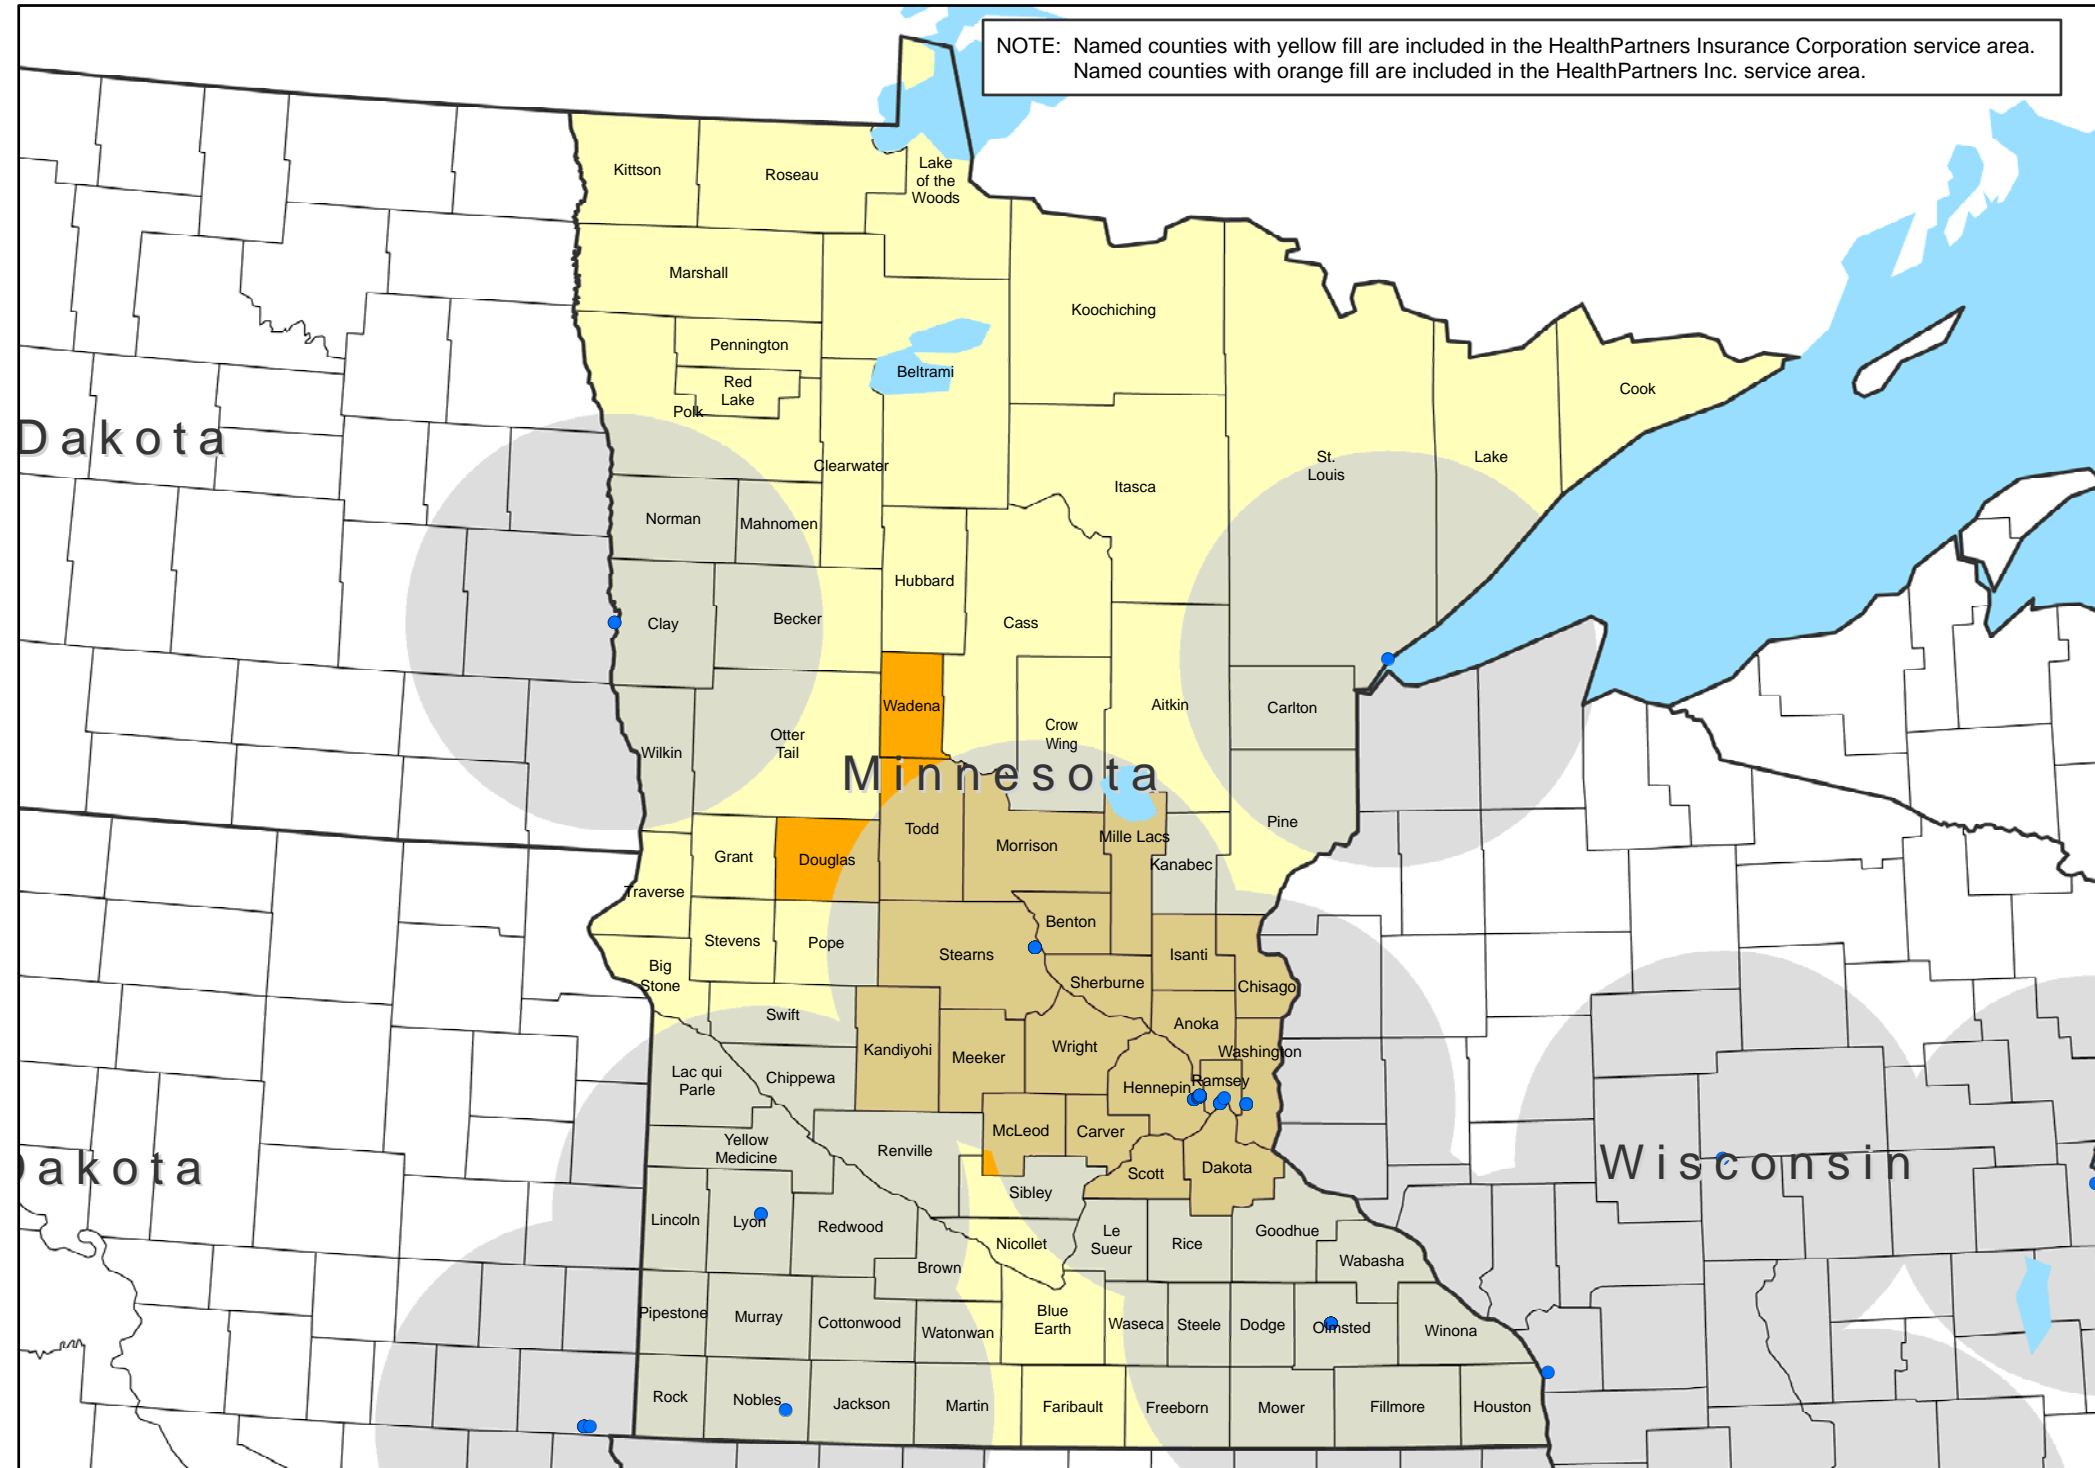 NOTE: Named counties with yellow fill are included in the HealthPartners Insurance Corporation service area.
Named counties with orange fill are included in the HealthPartners Inc. service area.
Kittson
Roseau
Lake
of the
Woods
Marshall
Koochiching
Pennington
Beltrami
Red
Lake
Cook
Polk
Dakota
Clearwater
St.
Louis
Lake
Itasca
Norman
Mahnomen
Hubbard
Clay
Becker
Cass
Wadena
Aitkin
Carlton
Crow
Wing
Otter
Tail
Wilkin
Minnesota
Pine
Todd
Mille Lacs
Morrison
Grant
Douglas
Kanabec
Traverse
Benton
Stevens
Pope
Stearns
Isanti
Big
Stone
Sherburne
Chisago
Swift
Anoka
Kandiyohi
Meeker
Wright
Washington
Lac qui
Parle
Chippewa
Hennepin
Ramsey
McLeod
Carver
Yellow
Medicine
Renville
Scott
Dakota
Wisconsin
Dakota
Sibley
Lincoln
Lyon
Redwood
Nicollet
Le
Sueur
Rice
Goodhue
Wabasha
Brown
Pipestone
Murray
Cottonwood
Watonwan
Blue
Earth
Waseca
Steele
Dodge
Olmsted
Winona
Rock
Nobles
Jackson
Martin
Faribault
Freeborn
Mower
Fillmore
Houston